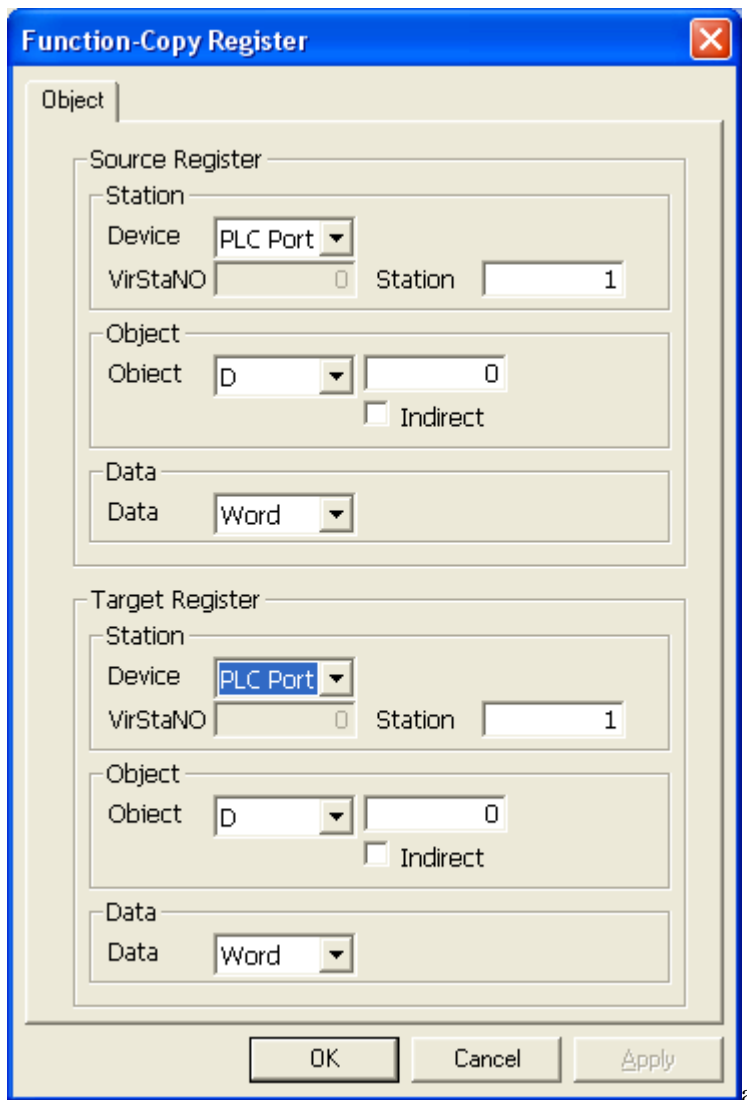 Function-Copy Register
Object
Source Register
Station
Device PLC Port
VirStaNO 0 Station 1
Object
Obiect D 0
Indirect
Data
Data Word
Target Register
Station
Device PLC Port
VirStaNO 0 Station 1
Object
Obiect D 0
Indirect
Data
Data Word
OK Cancel Apply